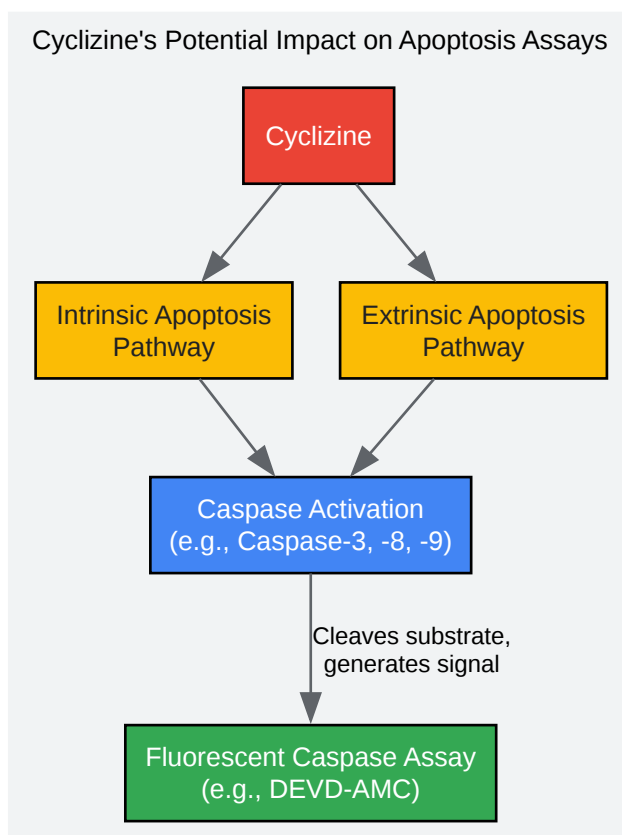 Cyclizine's Potential Impact on Apoptosis Assays
Cyclizine
Intrinsic Apoptosis
Pathway
Extrinsic Apoptosis
Pathway
Caspase Activation
(e.g., Caspase-3, -8, -9)
Cleaves substrate,
generates signal
Fluorescent Caspase Assay
(e.g., DEVD-AMC)